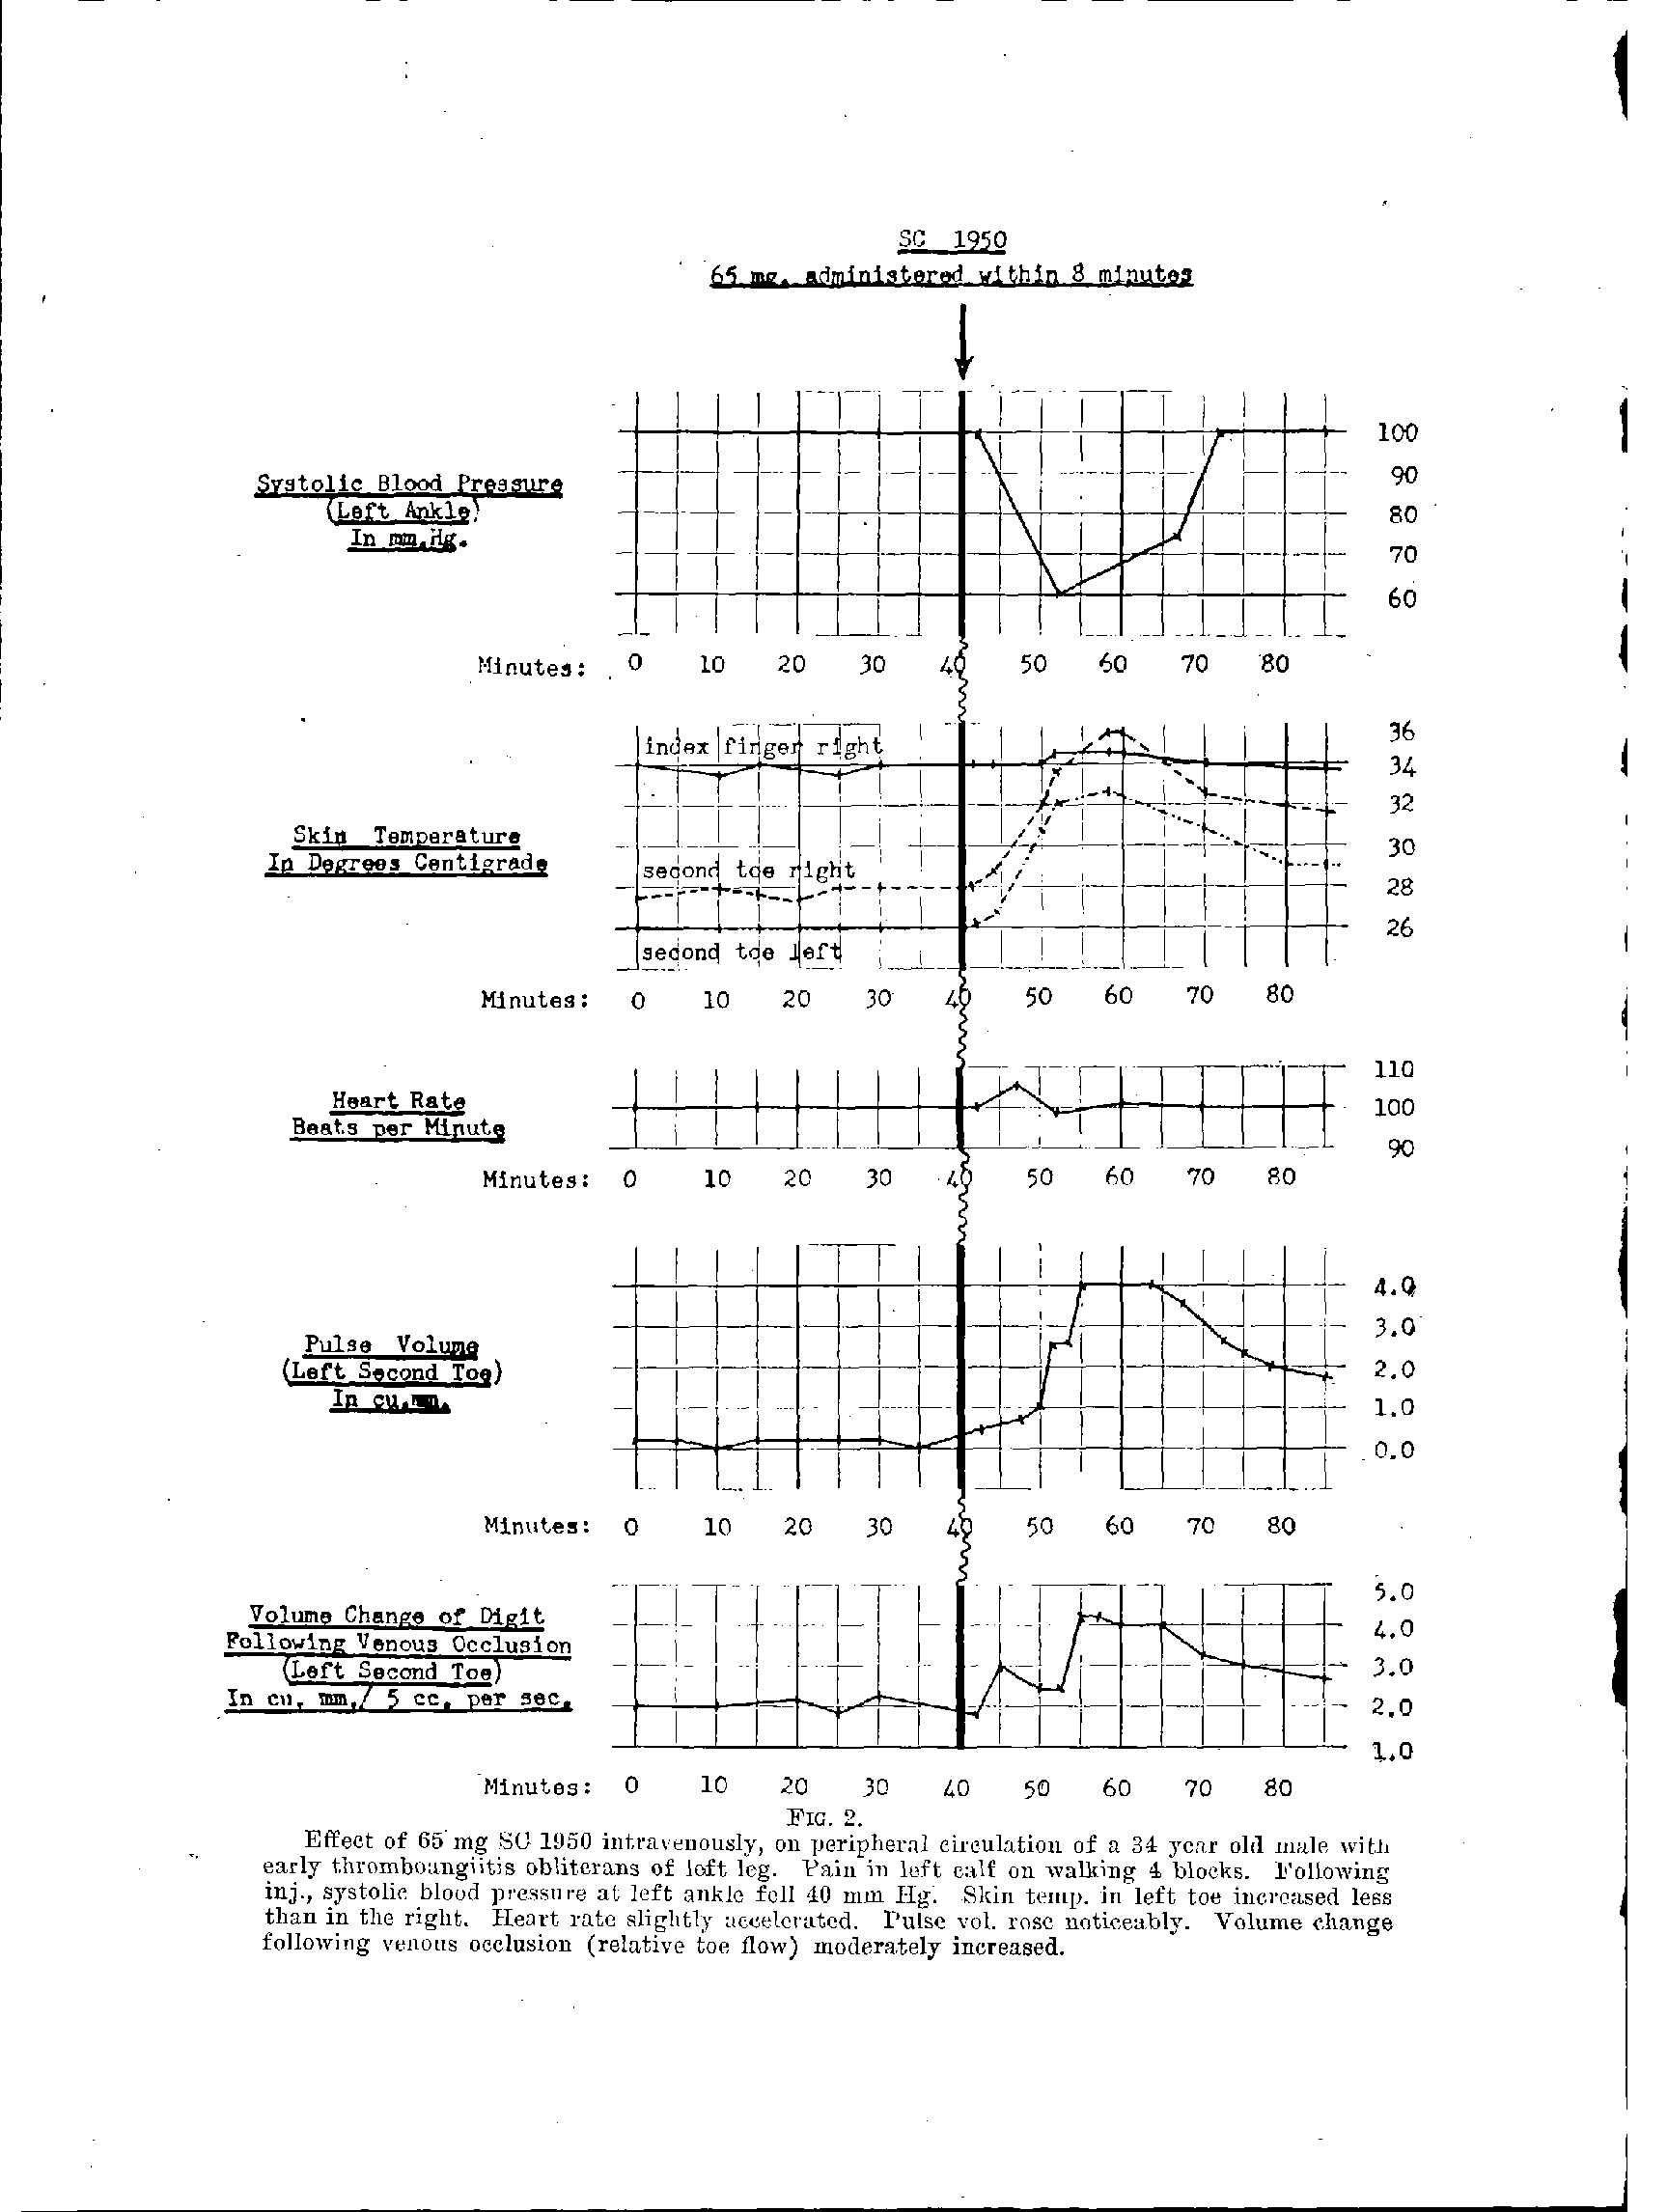 SC 1950
65 mg. administered within 8 minutes
Systolic Blood Pressure
(Left Ankle)
In mm.Hg.
100
90
80
70
60
Minutes: 0 10 20 30 40 50 60 70 80
index finger right
second toe right
second toe left
Skin Temperature
In Degrees Centigrade
36
34
32
30
28
26
Minutes: 0 10 20 30 40 50 60 70 80
Heart Rate
Beats per Minute
110
100
90
Minutes: 0 10 20 30 40 50 60 70 80
Pulse Volume
(Left Second Toe)
In cu.mm.
4.0
3.0
2.0
1.0
0.0
Minutes: 0 10 20 30 40 50 60 70 80
Volume Change of Digit
Following Venous Occlusion
(Left Second Toe)
In cu. mm./ 5 cc. per sec.
5.0
4.0
3.0
2.0
1.0
Minutes: 0 10 20 30 40 50 60 70 80
FIG. 2.
Effect of 65 mg SC 1950 intravenously, on peripheral circulation of a 34 year old male with
early thromboangiitis obliterans of left leg. Pain in left calf on walking 4 blocks. Following
inj., systolic blood pressure at left ankle fell 40 mm Hg. Skin temp. in left toe increased less
than in the right. Heart rate slightly accelerated. Pulse vol. rose noticeably. Volume change
following venous occlusion (relative toe flow) moderately increased.